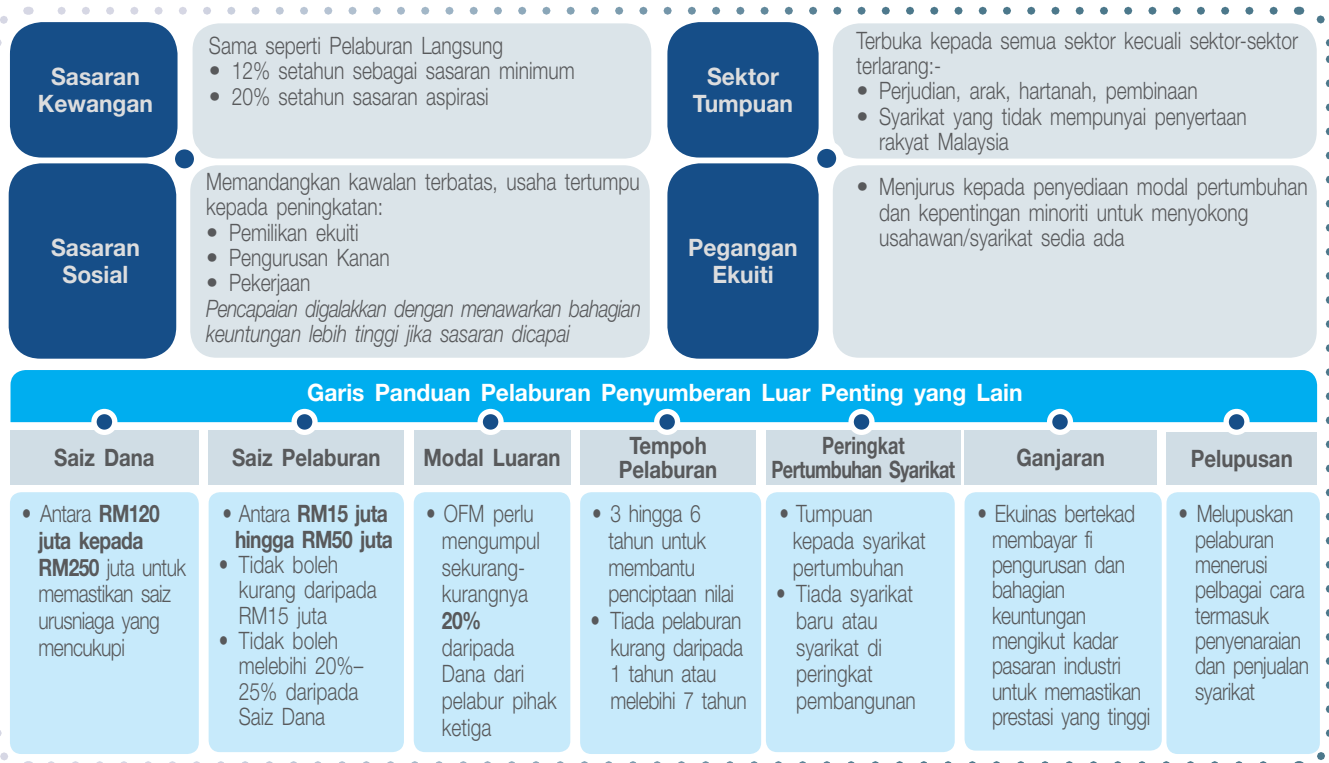 Sasaran
Kewangan
Sama seperti Pelaburan Langsung
• 12% setahun sebagai sasaran minimum
• 20% setahun sasaran aspirasi
Sektor
Tumpuan
Terbuka kepada semua sektor kecuali sektor-sektor
terlarang:-
• Perjudian, arak, hartanah, pembinaan
• Syarikat yang tidak mempunyai penyertaan
rakyat Malaysia
Sasaran
Sosial
Memandangkan kawalan terbatas, usaha tertumpu
kepada peningkatan:
• Pemilikan ekuiti
• Pengurusan Kanan
• Pekerjaan
Pencapaian digalakkan dengan menawarkan bahagian
keuntungan lebih tinggi jika sasaran dicapai
Pegangan
Ekuiti
• Menjurus kepada penyediaan modal pertumbuhan
dan kepentingan minoriti untuk menyokong
usahawan/syarikat sedia ada
Garis Panduan Pelaburan Penyumberan Luar Penting yang Lain
Saiz Dana
• Antara RM120
juta kepada
RM250 juta untuk
memastikan saiz
urusniaga yang
mencukupi
Saiz Pelaburan
• Antara RM15 juta
hingga RM50 juta
• Tidak boleh
kurang daripada
RM15 juta
• Tidak boleh
melebihi 20%–
25% daripada
Saiz Dana
Modal Luaran
• OFM perlu
mengumpul
sekurang-
kurangnya
20%
daripada
Dana dari
pelabur pihak
ketiga
Tempoh
Pelaburan
• 3 hingga 6
tahun untuk
membantu
penciptaan nilai
• Tiada pelaburan
kurang daripada
1 tahun atau
melebihi 7 tahun
Peringkat
Pertumbuhan Syarikat
• Tumpuan
kepada syarikat
pertumbuhan
• Tiada syarikat
baru atau
syarikat di
peringkat
pembangunan
Ganjaran
• Ekuinas bertekad
membayar fi
pengurusan dan
bahagian
keuntungan
mengikut kadar
pasaran industri
untuk memastikan
prestasi yang tinggi
Pelupusan
• Melupuskan
pelaburan
menerusi
pelbagai cara
termasuk
penyenaraian
dan penjualan
syarikat